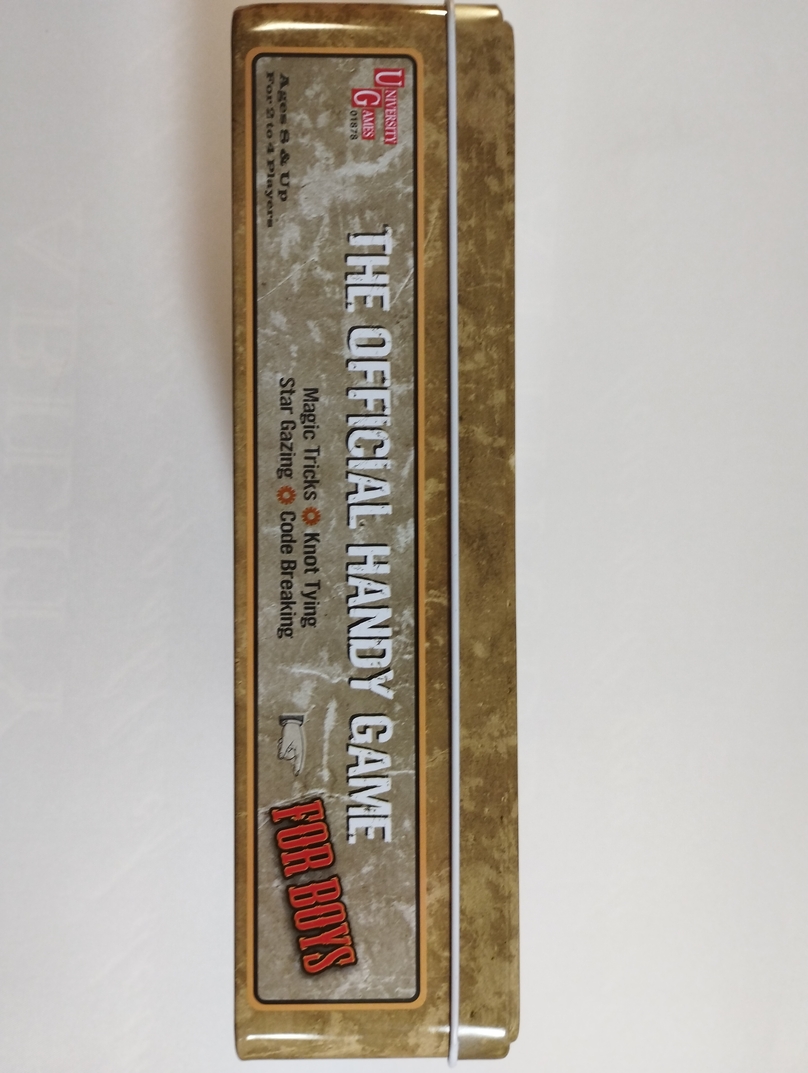 UNIVERSITY
GAMES
01878
THE OFFICIAL HANDY GAME
FOR BOYS
Magic Tricks Knot Tying
Star Gazing Code Breaking
Ages 8 & Up
For 2 to 4 Players